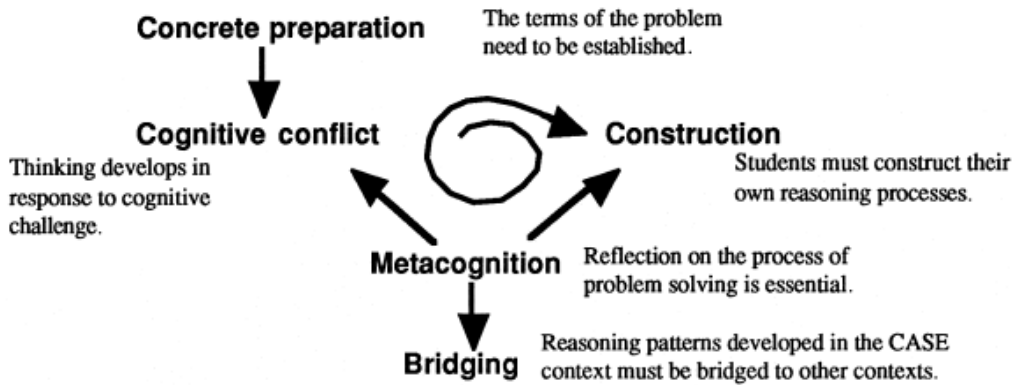 Concrete preparation
The terms of the problem
need to be established.
Cognitive conflict
Thinking develops in
response to cognitive
challenge.
Construction
Students must construct their
own reasoning processes.
Metacognition
Reflection on the process of
problem solving is essential.
Bridging
Reasoning patterns developed in the CASE
context must be bridged to other contexts.